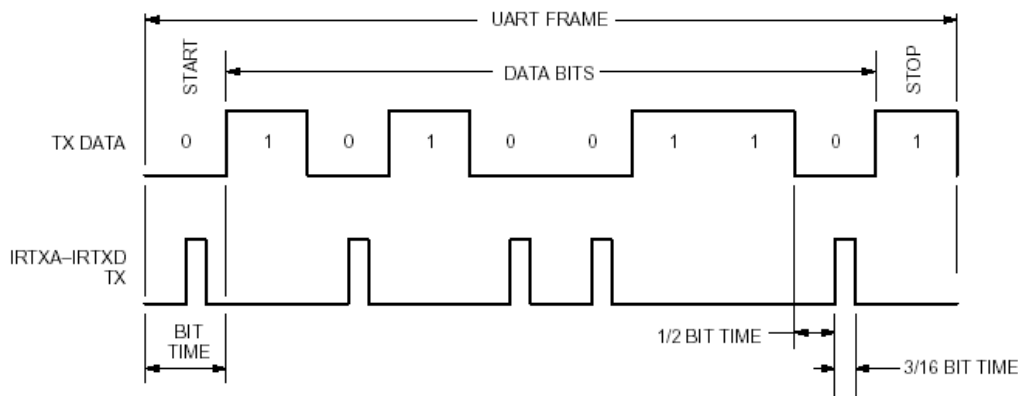 UART FRAME
START
DATA BITS
STOP
TX DATA
0 1 0 1 0 0 1 1 0 1
IRTXA–IRTXD
TX
BIT
TIME
1/2 BIT TIME
3/16 BIT TIME